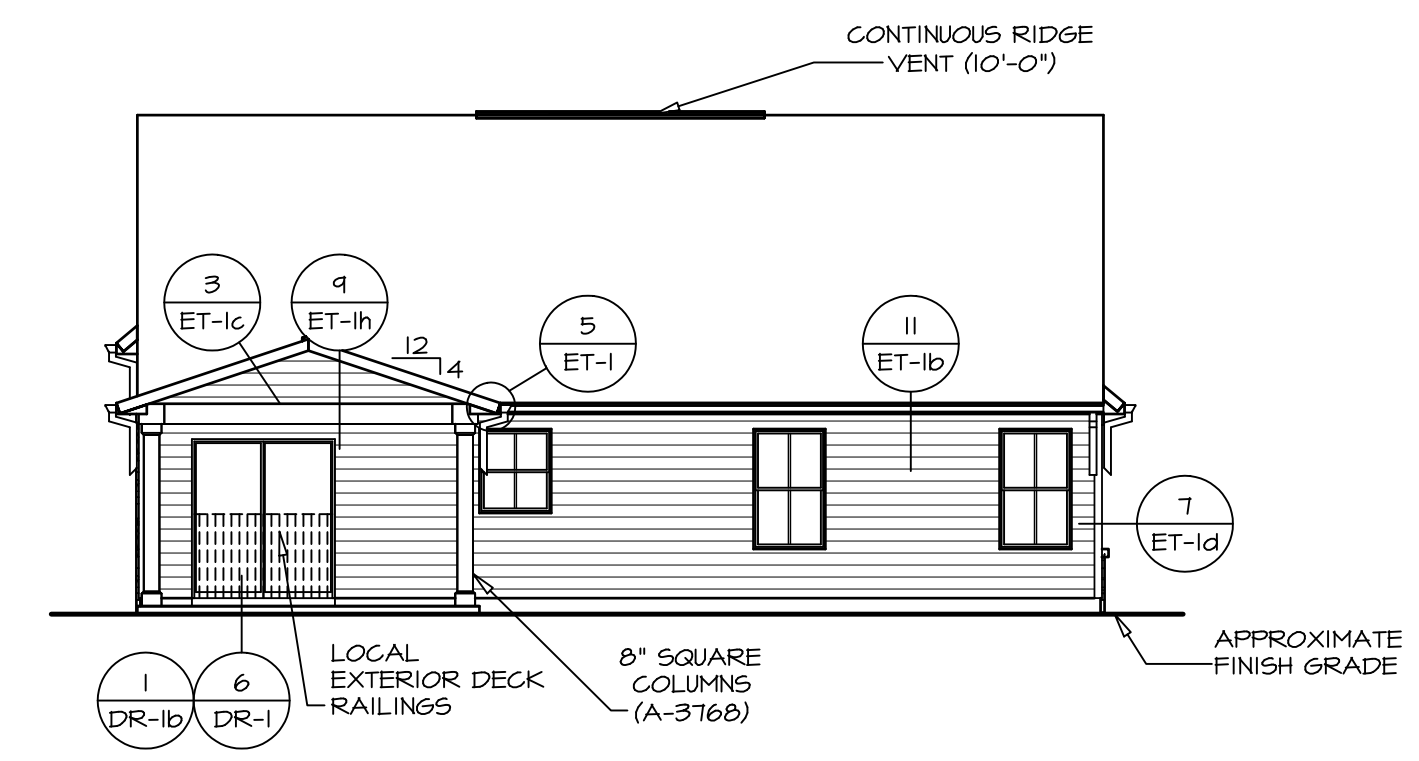 CONTINUOUS RIDGE
VENT (10'-0")
3
ET-1c
9
ET-1h
12
4
5
ET-1
11
ET-1b
7
ET-1d
1
DR-1b
6
DR-1
LOCAL
EXTERIOR DECK
RAILINGS
8" SQUARE
COLUMNS
(A-3768)
APPROXIMATE
FINISH GRADE